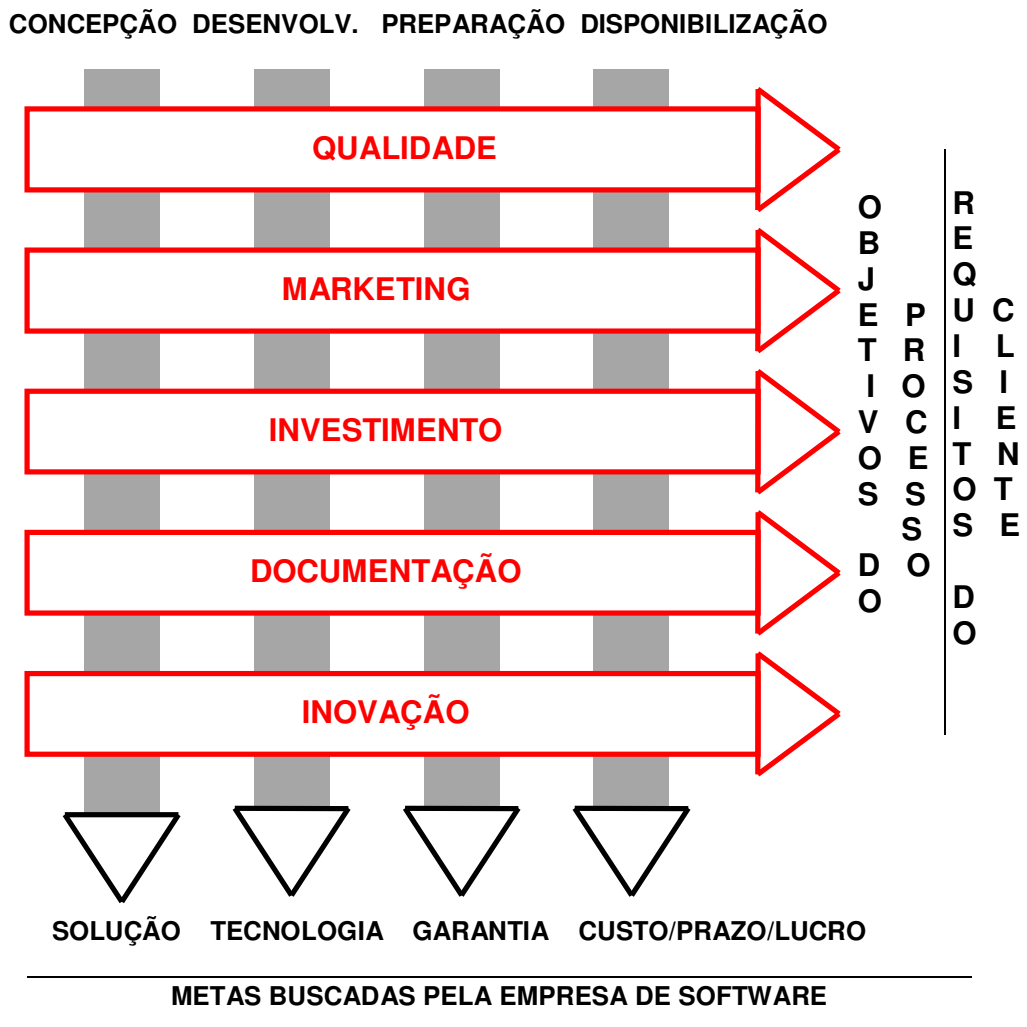 CONCEPÇÃO DESENVOLV. PREPARAÇÃO DISPONIBILIZAÇÃO
QUALIDADE
MARKETING
INVESTIMENTO
DOCUMENTAÇÃO
INOVAÇÃO
OBJETIVOS DO
PROCESSO
REQUISITOS DO
CLIENTE
SOLUÇÃO TECNOLOGIA GARANTIA CUSTO/PRAZO/LUCRO
METAS BUSCADAS PELA EMPRESA DE SOFTWARE